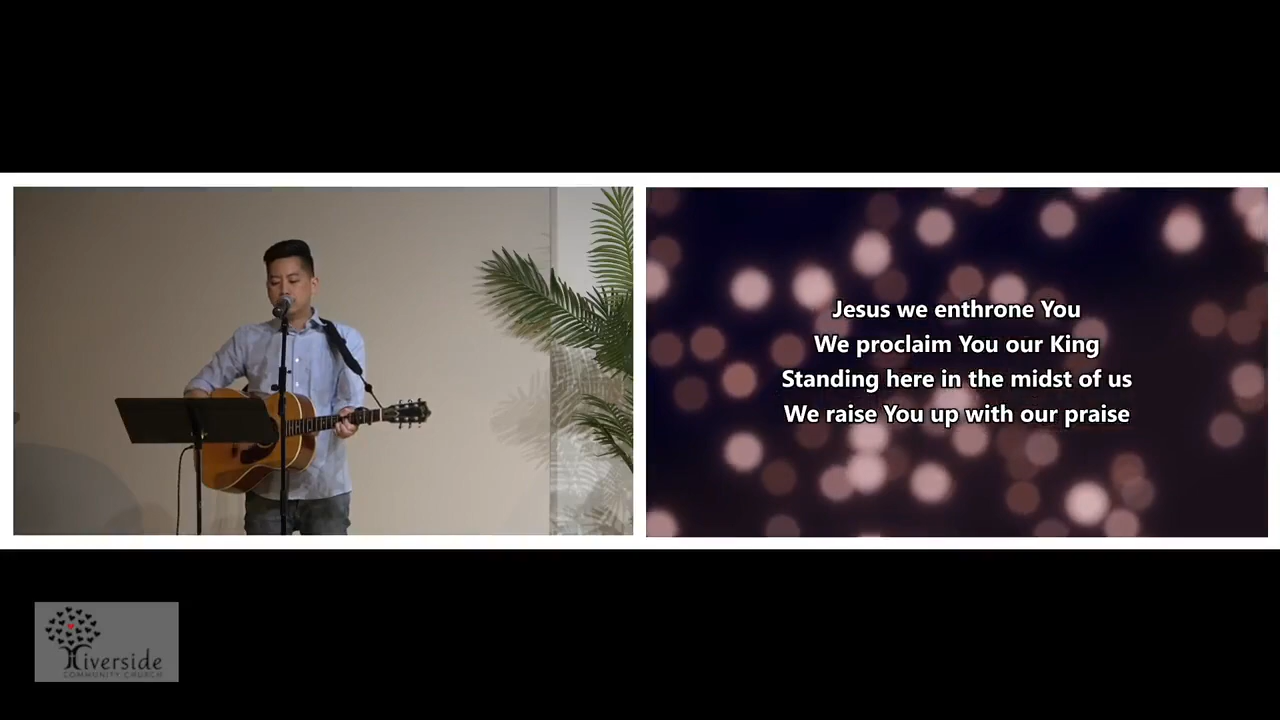 Jesus we enthrone You
We proclaim You our King
Standing here in the midst of us
We raise You up with our praise
Riverside
COMMUNITY CHURCH